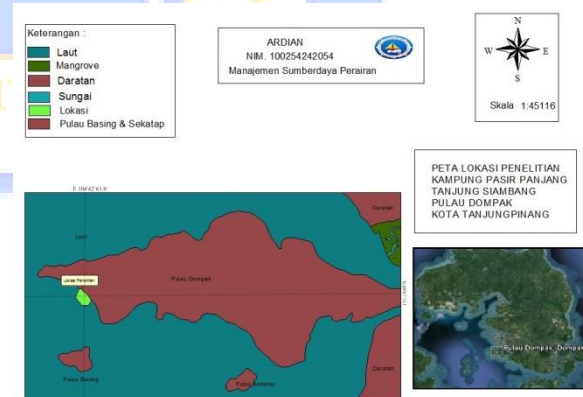 Keterangan :
Laut
Mangrove
Daratan
Sungai
Lokasi
Pulau Basing & Sekatap
ARDIAN
NIM. 100254242054
Manajemen Sumberdaya Perairan
N
W E
S
Skala 1:45116
PETA LOKASI PENELITIAN
KAMPUNG PASIR PANJANG
TANJUNG SIAMBANG
PULAU DOMPAK
KOTA TANJUNGPINANG
Daratan
Laut
Lokasi Penelitian
Pulau Dompak
Pulau Basing
Pulau Sekatap
Daratan
Pulau Dompak, Dompak